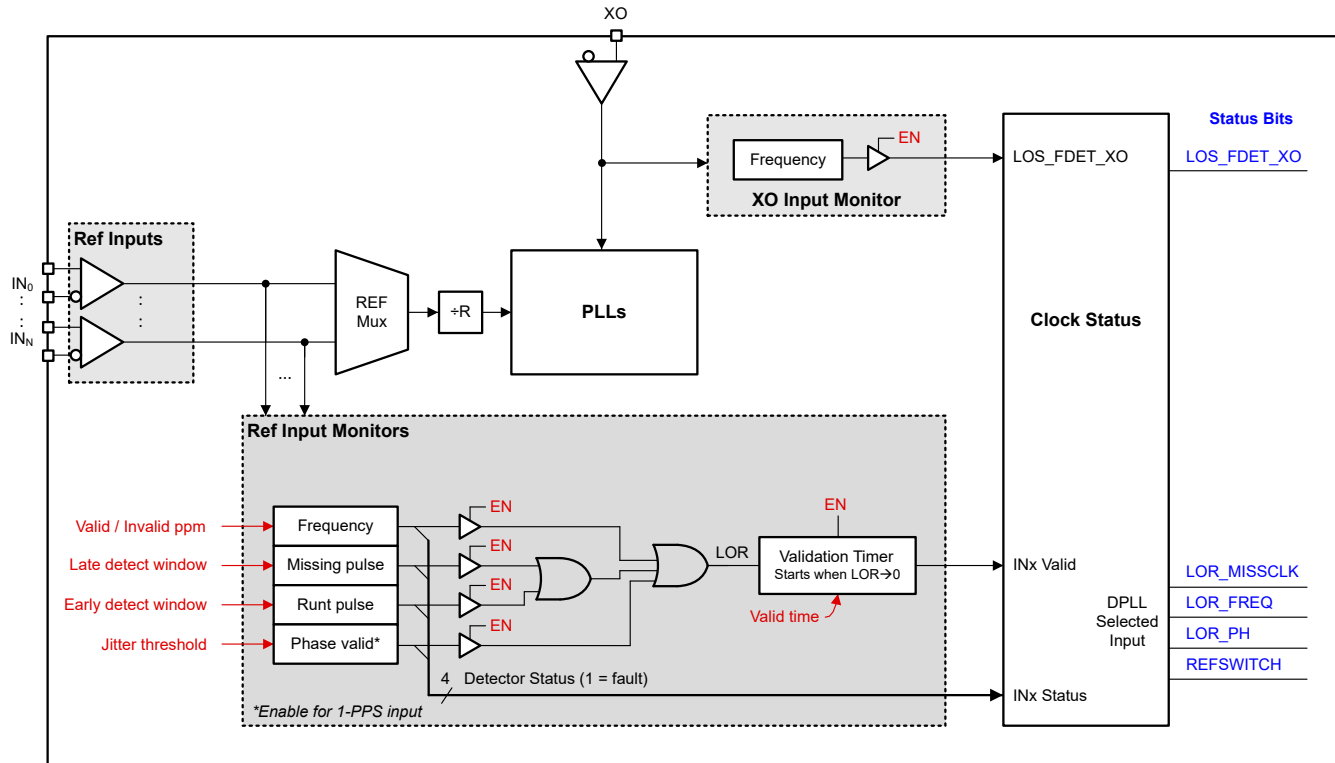 XO
Status Bits
EN
Frequency
LOS_FDET_XO
LOS_FDET_XO
XO Input Monitor
Ref Inputs
IN0
:
:
INN
:
:
REF
Mux
÷R
PLLs
Clock Status
...
Ref Input Monitors
Valid / Invalid ppm
Frequency
EN
Late detect window
Missing pulse
EN
Early detect window
Runt pulse
EN
Jitter threshold
Phase valid*
EN
LOR
EN
Validation Timer
Starts when LOR→0
Valid time
INx Valid
DPLL
Selected
Input
LOR_MISSCLK
LOR_FREQ
LOR_PH
REFSWITCH
4 Detector Status (1 = fault)
INx Status
*Enable for 1-PPS input